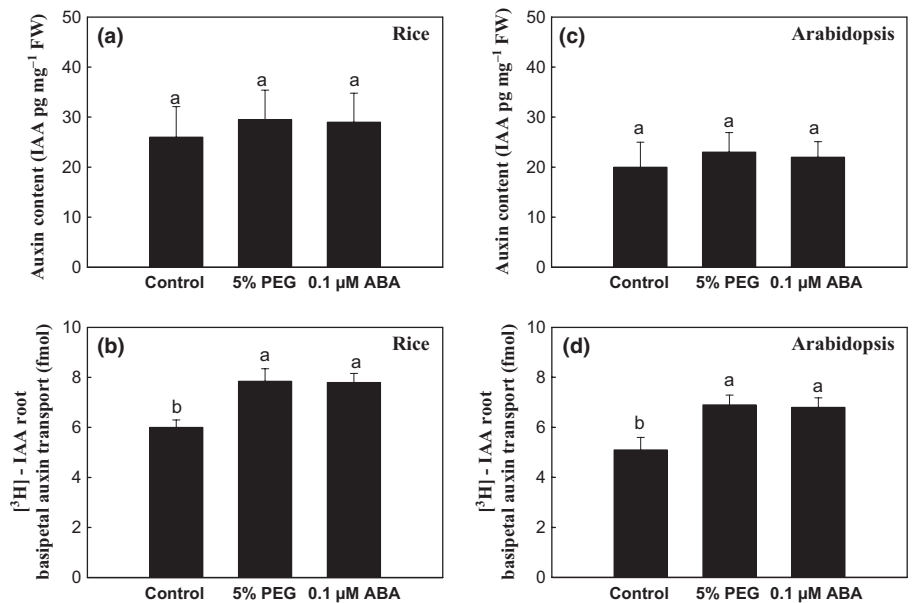 (a)
Rice
Auxin content (IAA pg mg⁻¹ FW)
50
40
30
20
10
0
a
a
a
Control
5% PEG
0.1 µM ABA
(c)
Arabidopsis
Auxin content (IAA pg mg⁻¹ FW)
50
40
30
20
10
0
a
a
a
Control
5% PEG
0.1 µM ABA
(b)
Rice
[³H] - IAA root
basipetal auxin transport (fmol)
10
8
6
4
2
0
b
a
a
Control
5% PEG
0.1 µM ABA
(d)
Arabidopsis
[³H] - IAA root
basipetal auxin transport (fmol)
10
8
6
4
2
0
b
a
a
Control
5% PEG
0.1 µM ABA